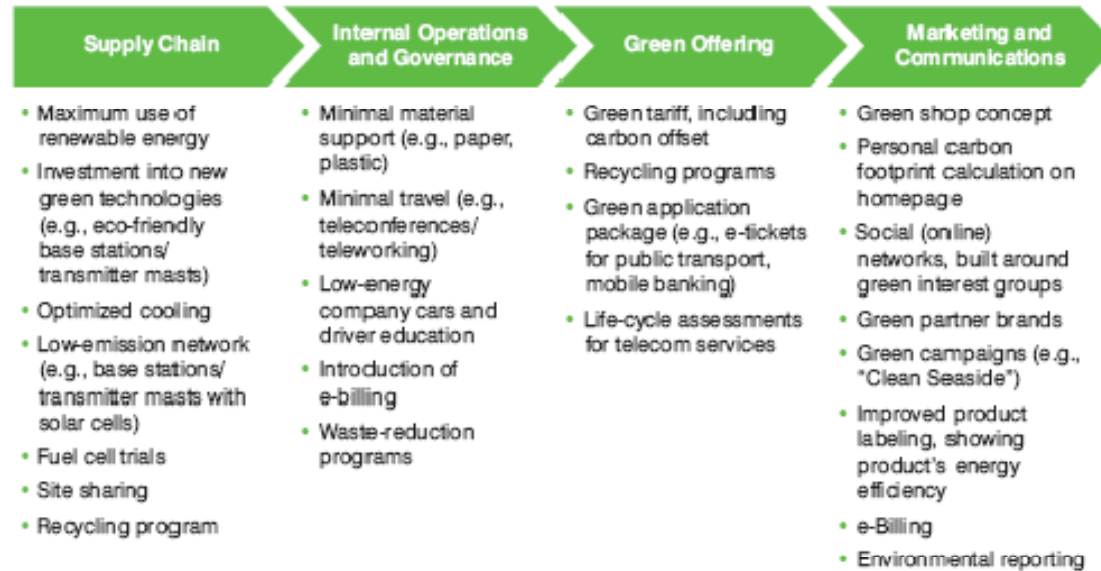 Supply Chain
Internal Operations
and Governance
Green Offering
Marketing and
Communications
• Maximum use of
renewable energy
• Investment into new
green technologies
(e.g., eco-friendly
base stations/
transmitter masts)
• Optimized cooling
• Low-emission network
(e.g., base stations/
transmitter masts with
solar cells)
• Fuel cell trials
• Site sharing
• Recycling program
• Minimal material
support (e.g., paper,
plastic)
• Minimal travel (e.g.,
teleconferences/
teleworking)
• Low-energy
company cars and
driver education
• Introduction of
e-billing
• Waste-reduction
programs
• Green tariff, including
carbon offset
• Recycling programs
• Green application
package (e.g., e-tickets
for public transport,
mobile banking)
• Life-cycle assessments
for telecom services
• Green shop concept
• Personal carbon
footprint calculation on
homepage
• Social (online)
networks, built around
green interest groups
• Green partner brands
• Green campaigns (e.g.,
"Clean Seaside")
• Improved product
labeling, showing
product's energy
efficiency
• e-Billing
• Environmental reporting